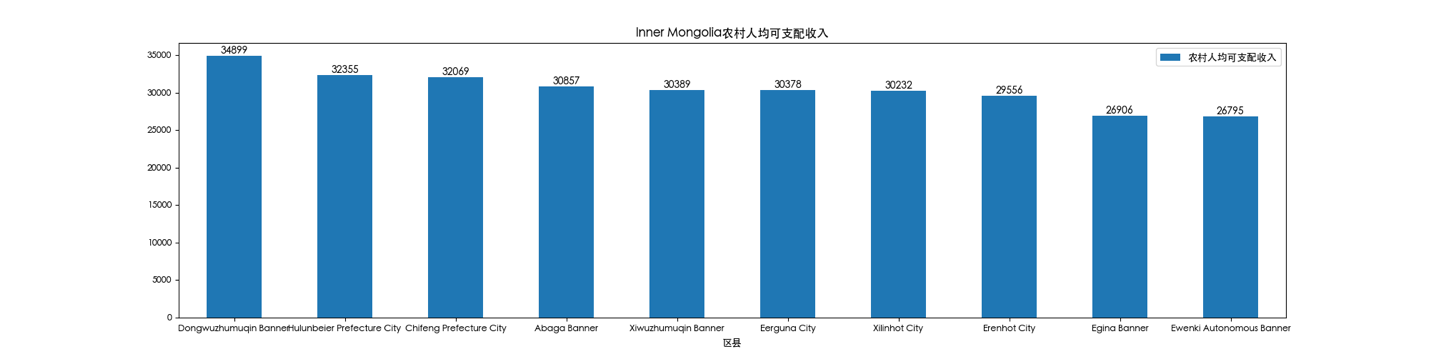 Inner Mongolia农村人均可支配收入
农村人均可支配收入
35000
30000
25000
20000
15000
10000
5000
0
34899
32355
32069
30857
30389
30378
30232
29556
26906
26795
Dongwuzhumuqin Banner
Hulunbeier Prefecture City
Chifeng Prefecture City
Abaga Banner
Xiwuzhumuqin Banner
Eerguna City
Xilinhot City
Erenhot City
Egina Banner
Ewenki Autonomous Banner
区县